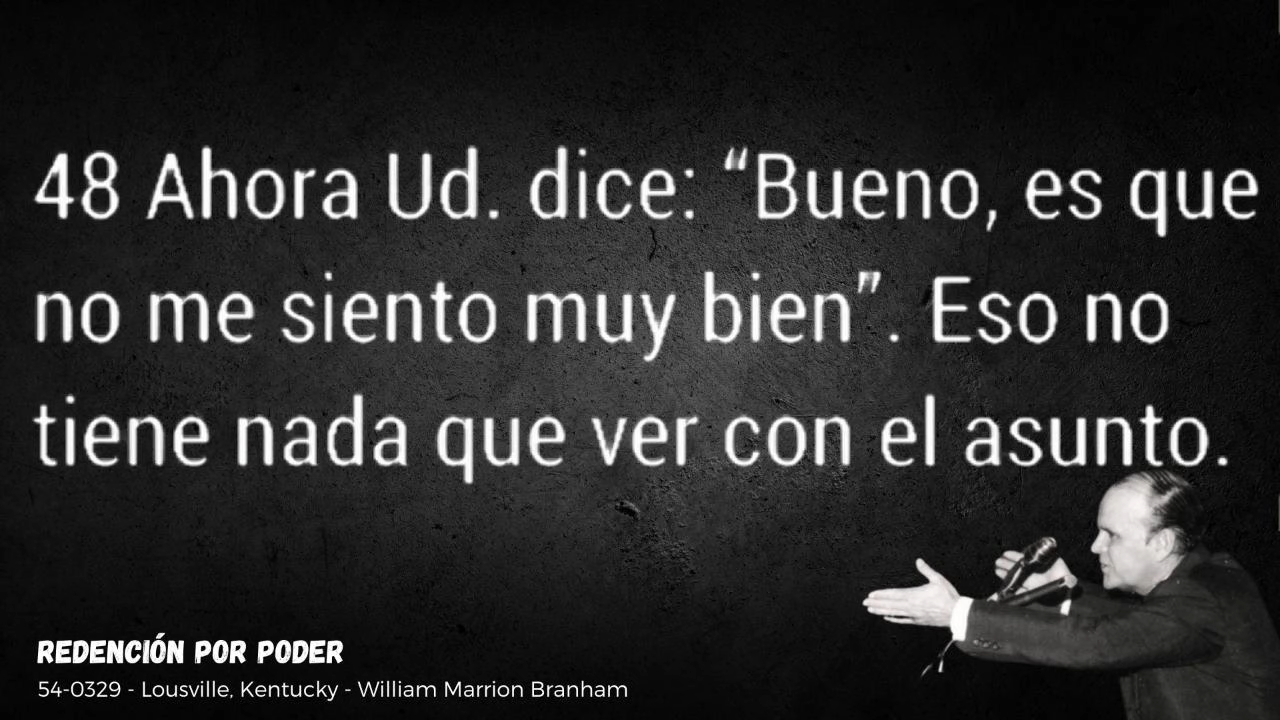 48 Ahora Ud. dice: “Bueno, es que
no me siento muy bien”. Eso no
tiene nada que ver con el asunto.
REDENCIÓN POR PODER
54-0329 - Lousville, Kentucky - William Marrion Branham